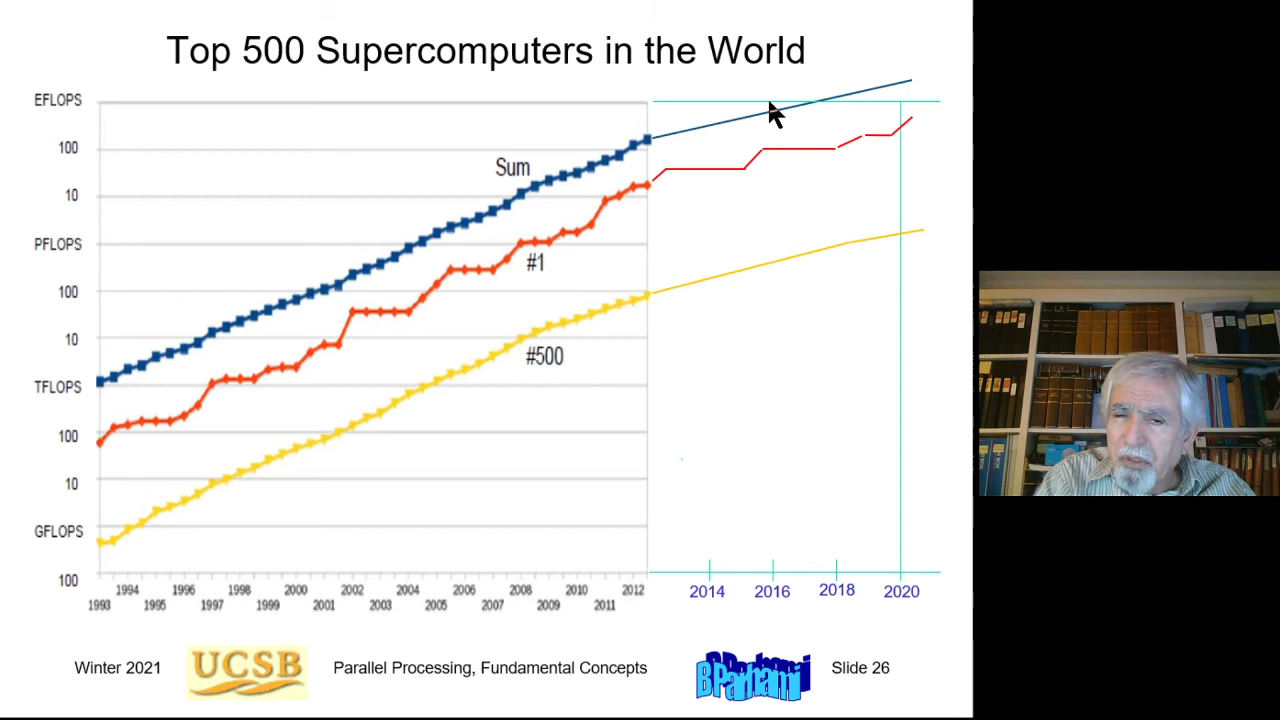 Top 500 Supercomputers in the World
EFLOPS
100
10
PFLOPS
100
10
TFLOPS
100
10
GFLOPS
100
Sum
#1
#500
1994 1996 1998 2000 2002 2004 2006 2008 2010 2012
1993 1995 1997 1999 2001 2003 2005 2007 2009 2011
2014 2016 2018 2020
Winter 2021
UCSB
Parallel Processing, Fundamental Concepts
BParhami
Slide 26